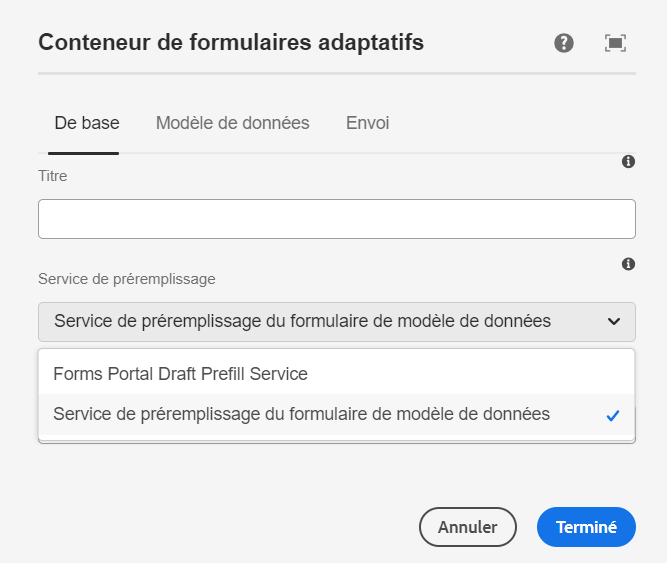 Conteneur de formulaires adaptatifs
De base Modèle de données Envoi
Titre
Service de préremplissage
Service de préremplissage du formulaire de modèle de données
Forms Portal Draft Prefill Service
Service de préremplissage du formulaire de modèle de données
Annuler Terminé